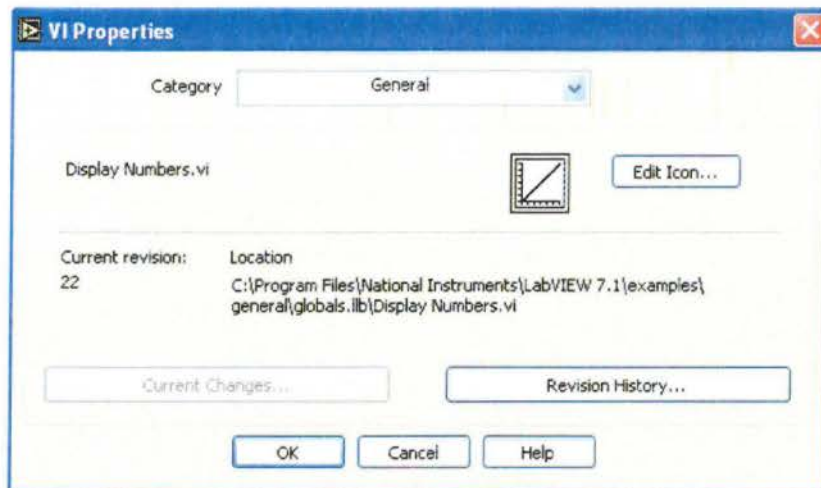 VI Properties
Category General
Display Numbers.vi
Edit Icon...
Current revision: Location
22 C:\Program Files\National Instruments\LabVIEW 7.1\examples\
general\globals.llb\Display Numbers.vi
Current Changes... Revision History...
OK Cancel Help